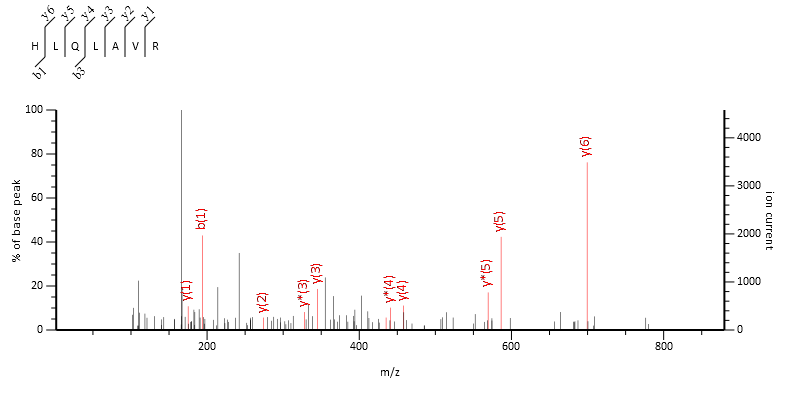 y6 y5 y4 y3 y2 y1
H L Q L A V R
b1 b3
100
80
60
40
20
0
% of base peak
4000
3000
2000
1000
0
ion current
y(1) b(1) y(2) y*(3) y(3) y*(4) y(4) y*(5) y(5) y(6)
200 400 600 800
m/z